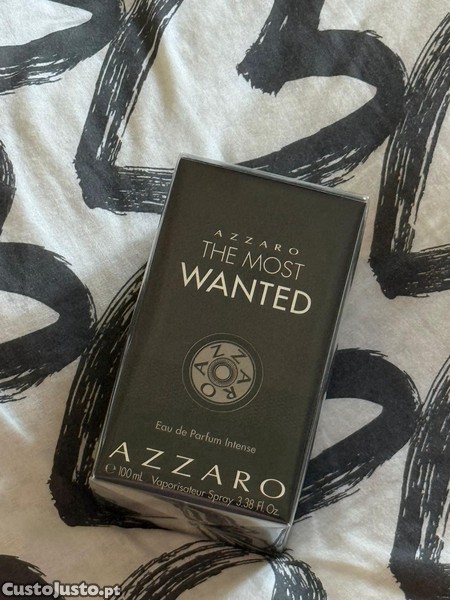 AZZARO
THE MOST
WANTED
AZZARO
Eau de Parfum Intense
AZZARO
℮ 100 mL Vaporisateur Spray 3.38 Fl. Oz.
CustoJusto.pt